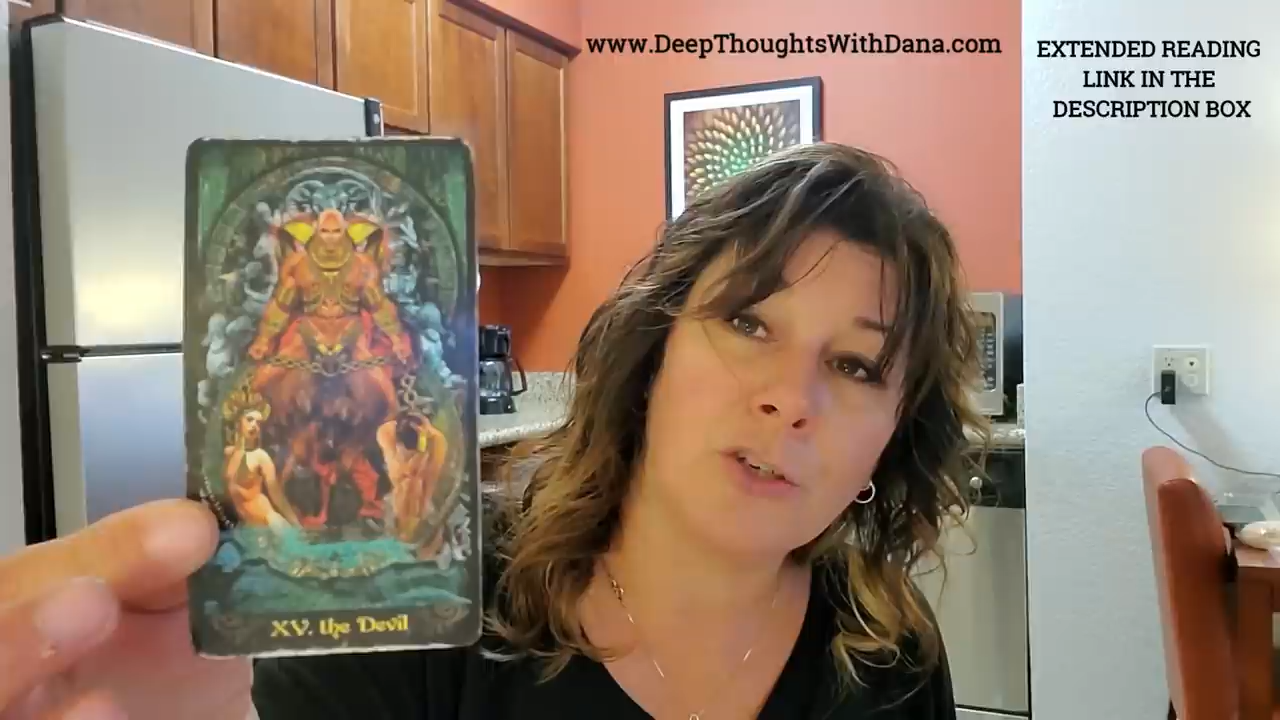 www.DeepThoughtsWithDana.com
EXTENDED READING
LINK IN THE
DESCRIPTION BOX
XV. the Devil